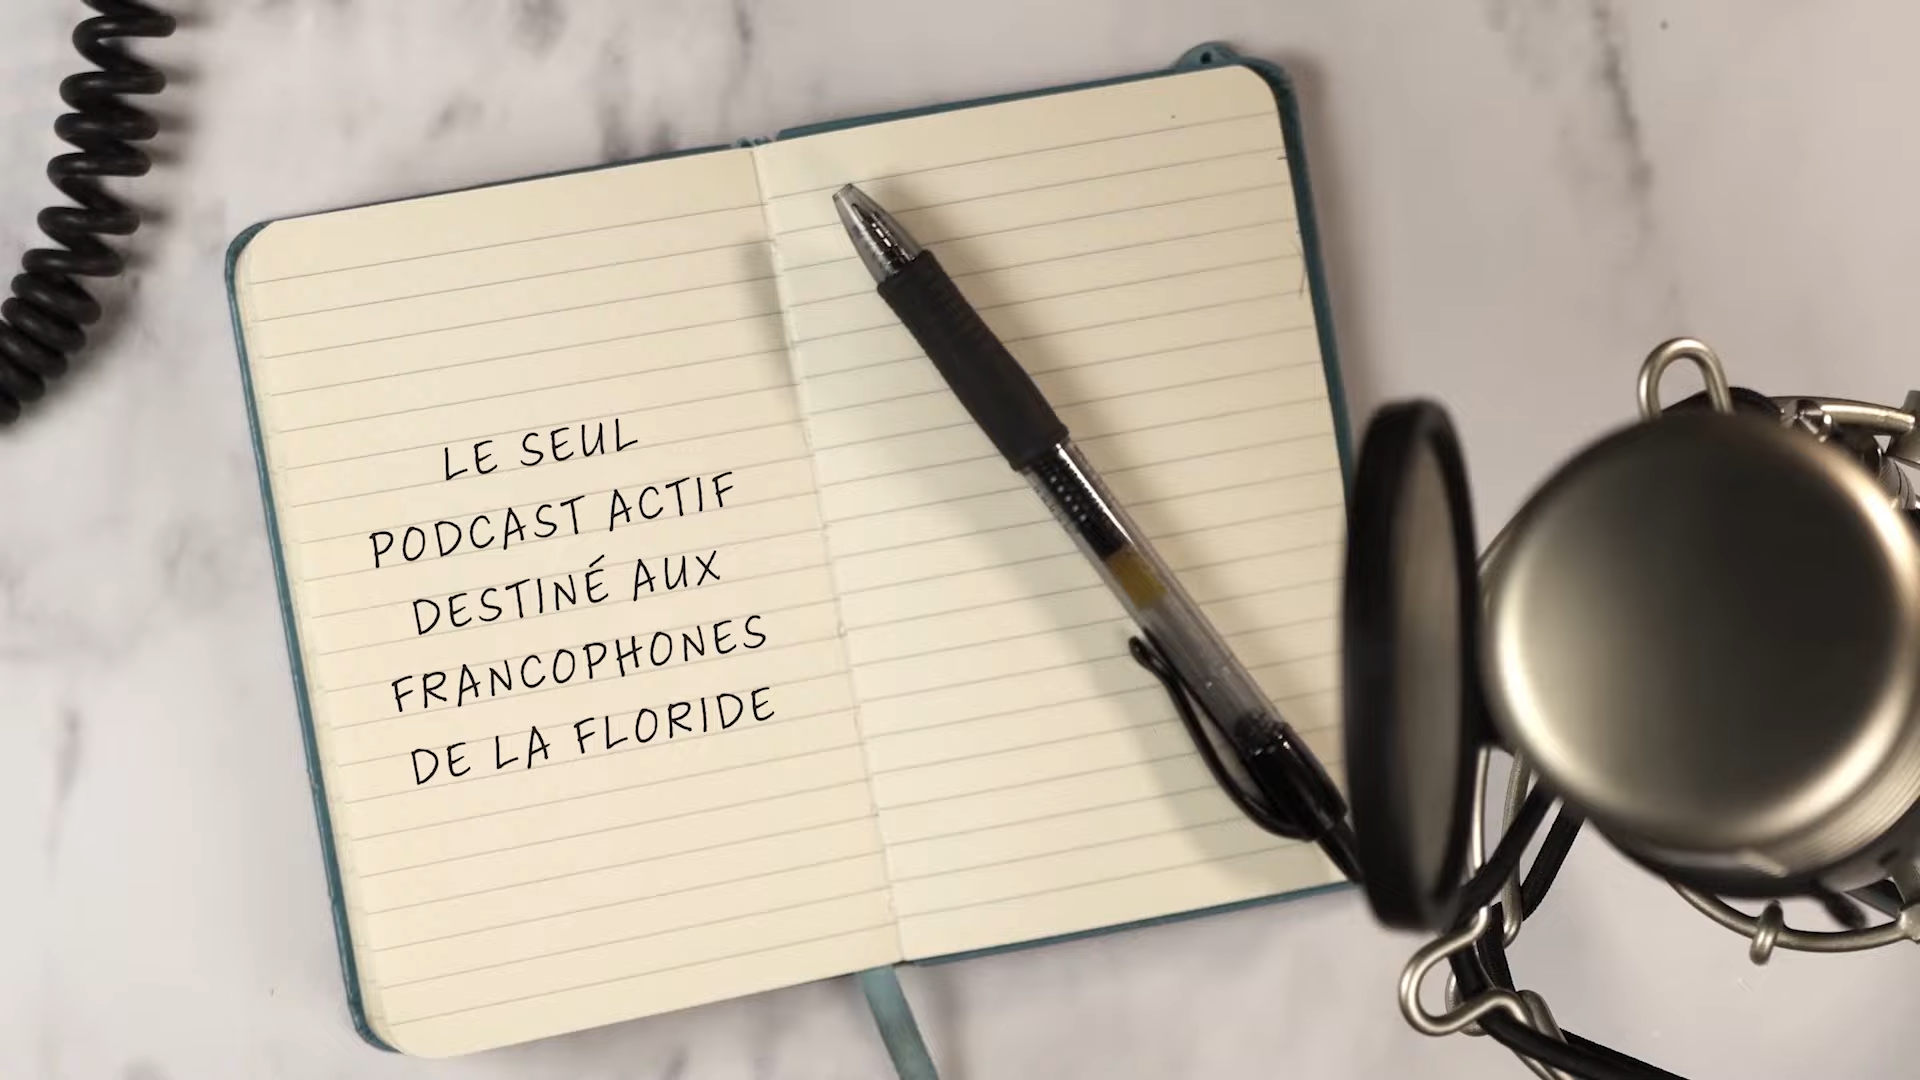 LE SEUL
PODCAST ACTIF
DESTINÉ AUX
FRANCOPHONES
DE LA FLORIDE